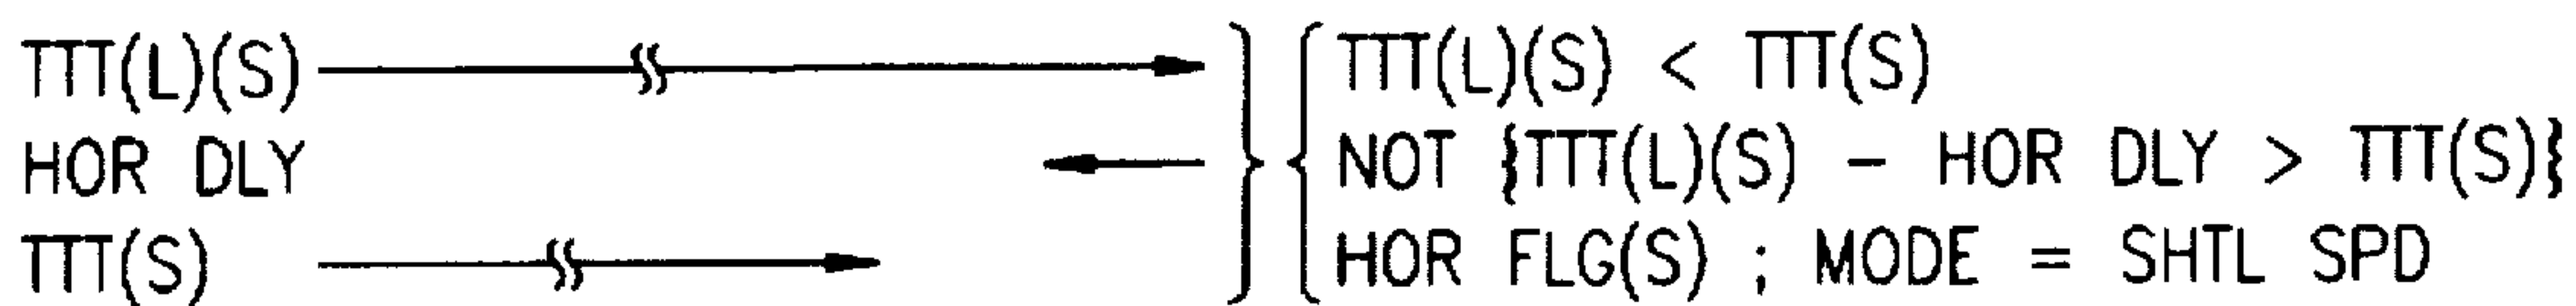 TTT(L)(S) TTT(L)(S) < TTT(S)
HOR DLY NOT {TTT(L)(S) - HOR DLY > TTT(S)}
TTT(S) HOR FLG(S) ; MODE = SHTL SPD